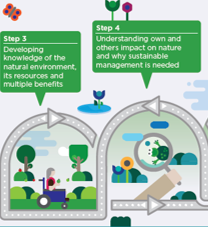 Step 3
Developing
knowledge of the
natural environment,
its resources and
multiple benefits
Step 4
Understanding own and
others impact on nature
and why sustainable
management is needed